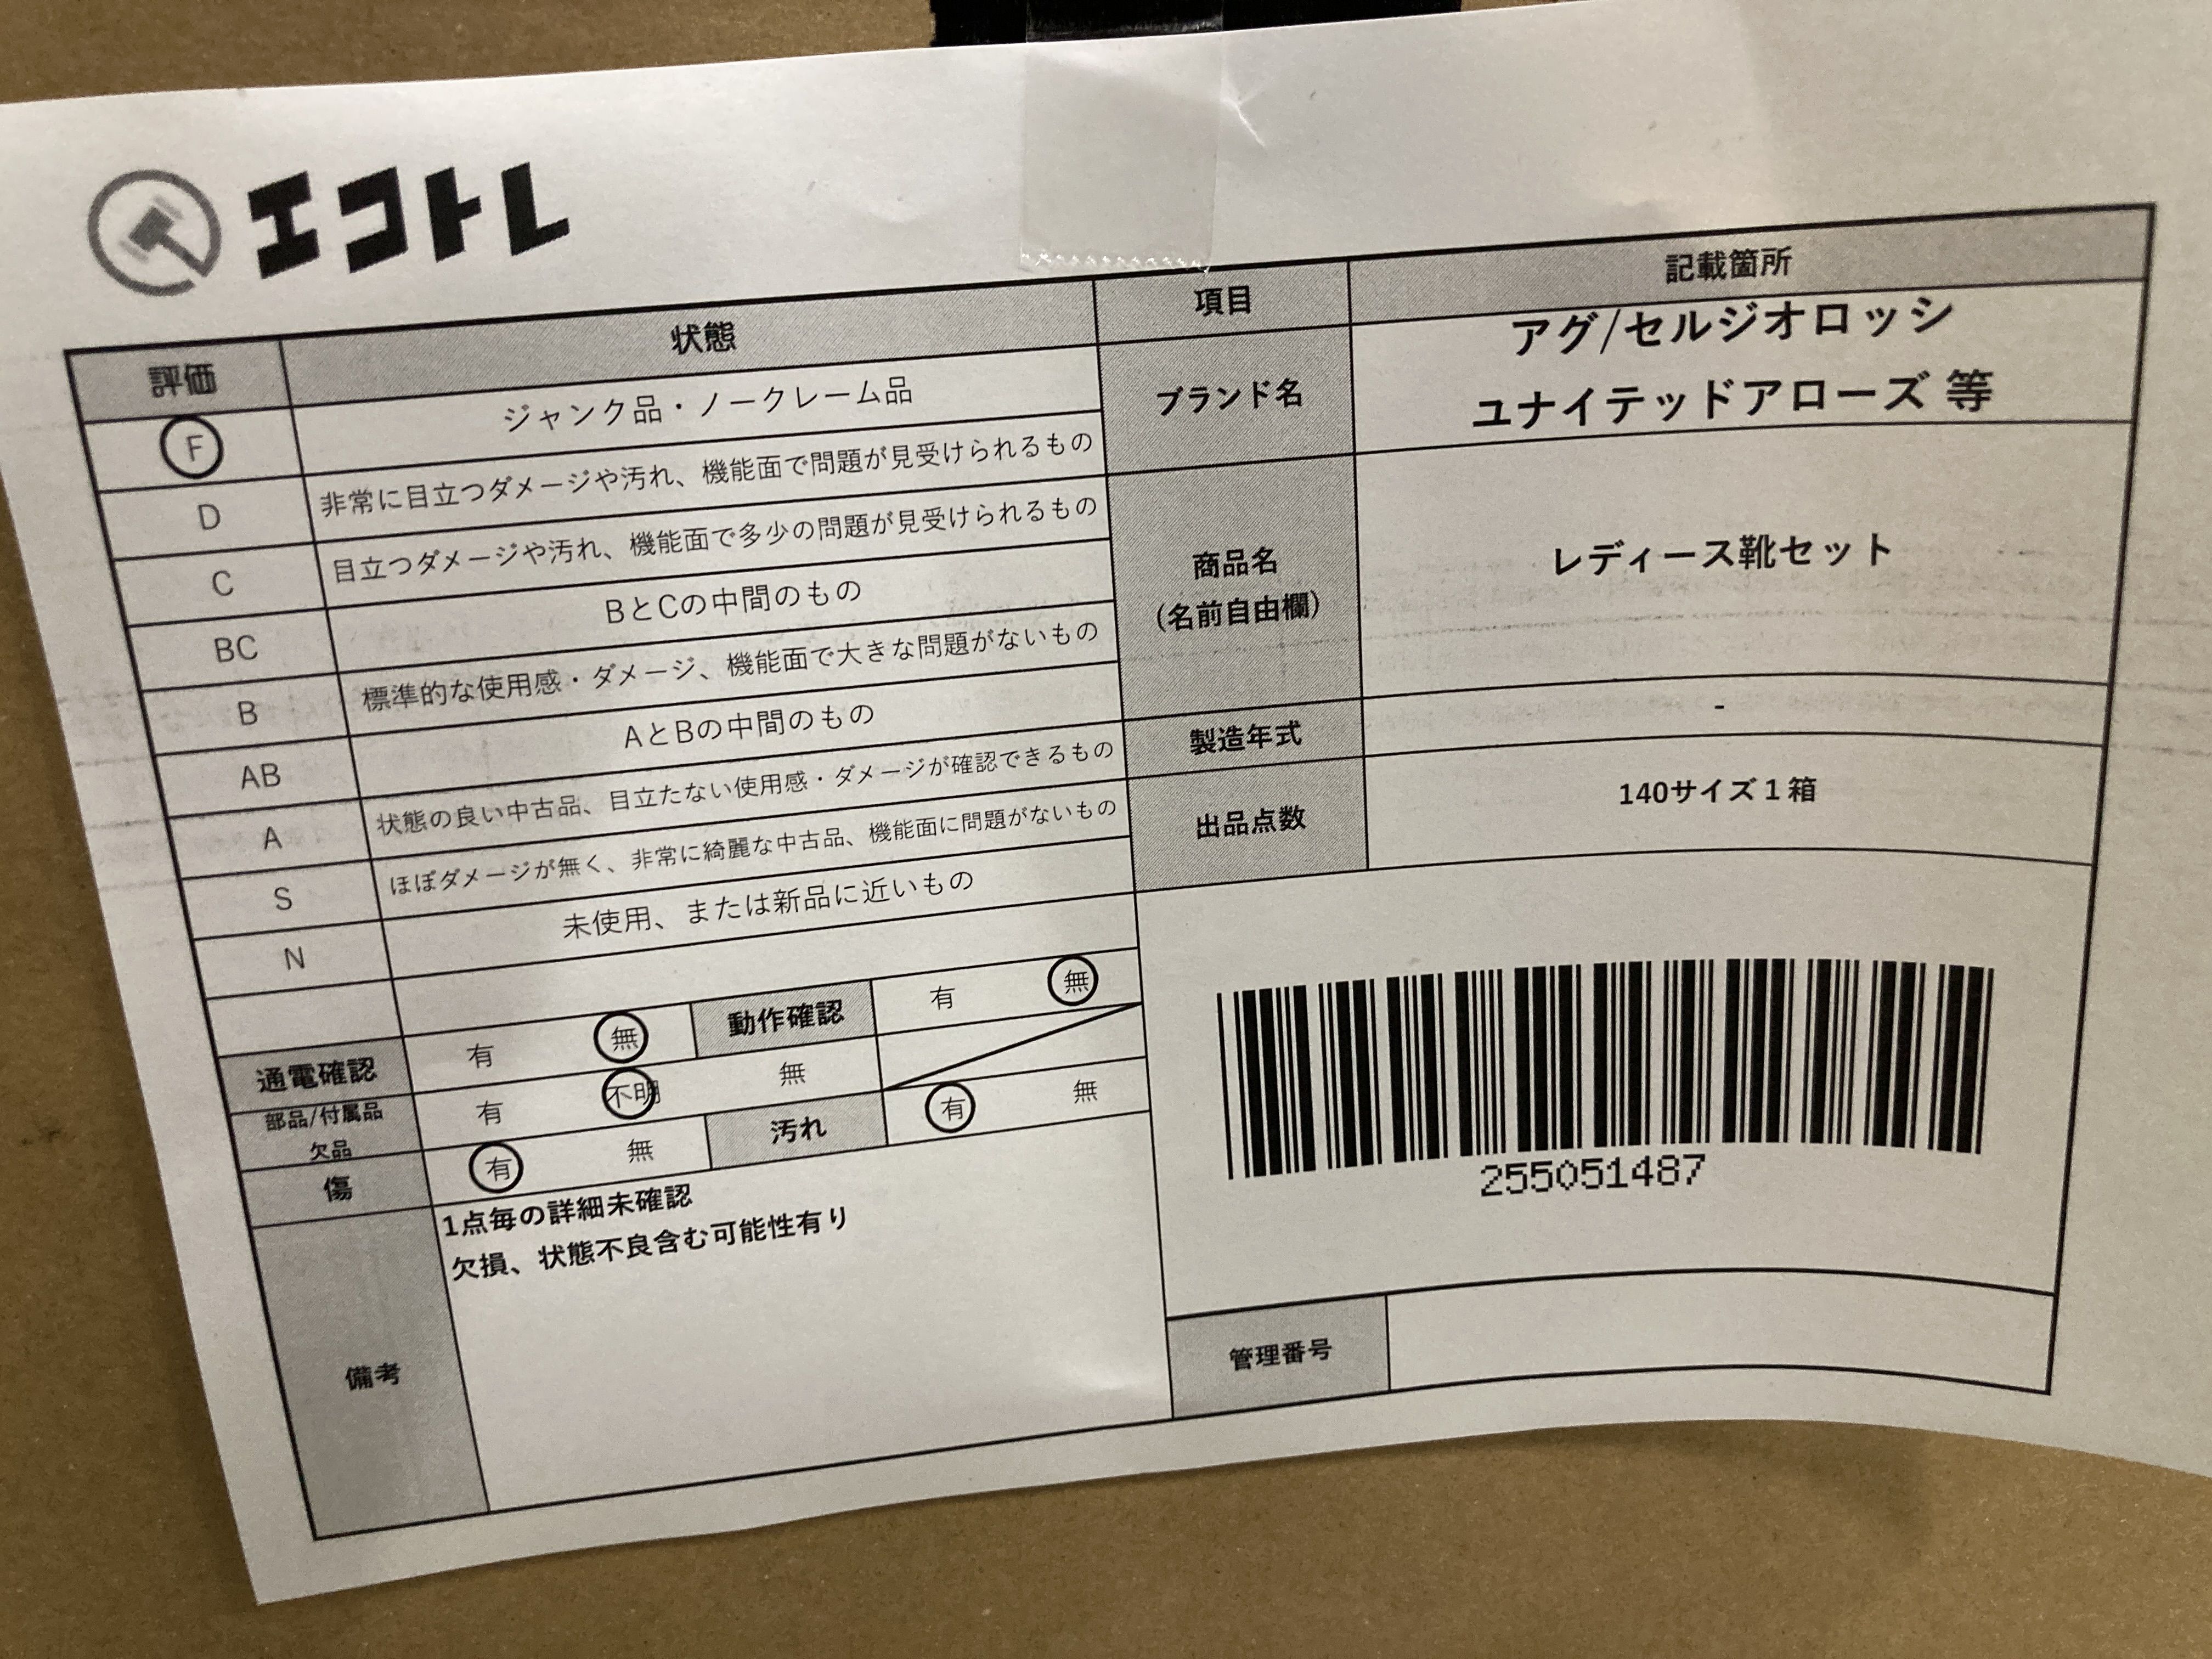 エコトレ
評価 状態
F ジャンク品・ノークレーム品
D 非常に目立つダメージや汚れ、機能面で問題が見受けられるもの
C 目立つダメージや汚れ、機能面で多少の問題が見受けられるもの
BC BとCの中間のもの
B 標準的な使用感・ダメージ、機能面で大きな問題がないもの
AB AとBの中間のもの
A 状態の良い中古品、目立たない使用感・ダメージが確認できるもの
S ほぼダメージが無く、非常に綺麗な中古品、機能面に問題がないもの
N 未使用、または新品に近いもの
通電確認 有 無 動作確認 有 無
部品/付属品
欠品 有 不明 無
傷 有 無 汚れ 有 無
備考
1点毎の詳細未確認
欠損、状態不良含む可能性有り
項目 記載箇所
ブランド名
アグ/セルジオロッシ
ユナイテッドアローズ 等
商品名
(名前自由欄)
レディース靴セット
製造年式 -
出品点数 140サイズ1箱
255051487
管理番号